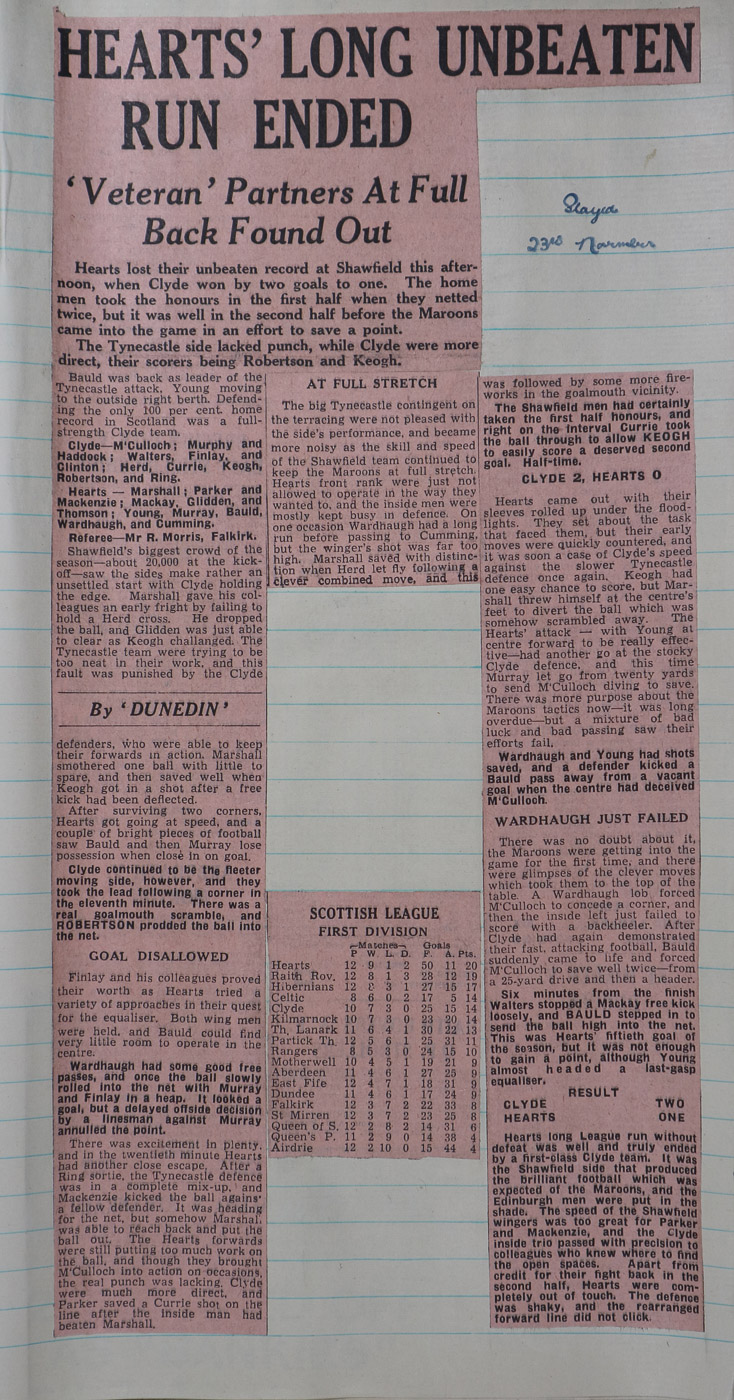 HEARTS' LONG UNBEATEN
RUN ENDED
'Veteran' Partners At Full
Back Found Out
Played
23rd November
Hearts lost their unbeaten record at Shawfield this after-
noon, when Clyde won by two goals to one. The home
men took the honours in the first half when they netted
twice, but it was well in the second half before the Maroons
came into the game in an effort to save a point.
The Tynecastle side lacked punch, while Clyde were more
direct, their scorers being Robertson and Keogh.
Bauld was back as leader of the
Tynecastle attack, Young moving
to the outside right berth. Defend-
ing the only 100 per cent. home
record in Scotland was a full-
strength Clyde team.
Clyde—M'Culloch; Murphy and
Haddock; Walters, Finlay, and
Clinton; Herd, Currie, Keogh,
Robertson, and Ring.
Hearts — Marshall; Parker and
Mackenzie; Mackay, Glidden, and
Thomson; Young, Murray, Bauld,
Wardhaugh, and Cumming.
Referee—Mr R. Morris, Falkirk.
Shawfield's biggest crowd of the
season—about 20,000 at the kick-
off—saw the sides make rather an
unsettled start with Clyde holding
the edge. Marshall gave his col-
leagues an early fright by failing to
hold a Herd cross. He dropped
the ball, and Glidden was just able
to clear as Keogh challanged. The
Tynecastle team were trying to be
too neat in their work, and this
fault was punished by the Clyde
By 'DUNEDIN'
defenders, who were able to keep
their forwards in action. Marshall
smothered one ball with little to
spare, and then saved well when
Keogh got in a shot after a free
kick had been deflected.
After surviving two corners,
Hearts got going at speed, and a
couple of bright pieces of football
saw Bauld and then Murray lose
possession when close in on goal.
Clyde continued to be the fleeter
moving side, however, and they
took the lead following a corner in
the eleventh minute. There was a
real goalmouth scramble, and
ROBERTSON prodded the ball into
the net.
GOAL DISALLOWED
Finlay and his colleagues proved
their worth as Hearts tried a
variety of approaches in their quest
for the equaliser. Both wing men
were held, and Bauld could find
very little room to operate in the
centre.
Wardhaugh had some good free
passes, and once the ball slowly
rolled into the net with Murray
and Finlay in a heap. It looked a
goal, but a delayed offside decision
by a linesman against Murray
annulled the point.
There was excitement in plenty,
and in the twentieth minute Hearts
had another close escape. After a
Ring sortie, the Tynecastle defence
was in a complete mix-up, and
Mackenzie kicked the ball agains'
a fellow defender. It was heading
for the net, but somehow Marshal,
was able to reach back and put the
ball out. The Hearts forwards
were still putting too much work on
the ball, and though they brought
M'Culloch into action on occasions,
the real punch was lacking. Clyde
were much more direct, and
Parker saved a Currie shot on the
line after the inside man had
beaten Marshall.
AT FULL STRETCH
The big Tynecastle contingent on
the terracing were not pleased with
the side's performance, and became
more noisy as the skill and speed
of the Shawfield team continued to
keep the Maroons at full stretch.
Hearts front rank were just not
allowed to operate in the way they
wanted to, and the inside men were
mostly kept busy in defence. On
one occasion Wardhaugh had a long
run before passing to Cumming,
but the winger's shot was far too
high. Marshall saved with distinc-
tion when Herd let fly following a
clever combined move, and this
SCOTTISH LEAGUE
FIRST DIVISION
Matches Goals
P W. L. D. F. A. Pts.
Hearts 12 9 1 2 50 11 20
Raith Rov. 12 8 1 3 28 12 19
Hibernians 12 8 3 1 27 15 17
Celtic 8 6 0 2 17 5 14
Clyde 10 7 3 0 25 15 14
Kilmarnock 10 7 3 0 23 20 14
Th. Lanark 11 6 4 1 30 22 13
Partick Th. 12 5 6 1 25 31 11
Rangers 8 5 3 0 24 15 10
Motherwell 10 4 5 1 19 21 9
Aberdeen 11 4 6 1 27 25 9
East Fife 12 4 7 1 18 31 9
Dundee 11 4 6 1 17 24 9
Falkirk 12 3 7 2 22 33 8
St Mirren 12 3 7 2 23 25 8
Queen of S. 12 2 8 2 14 31 6
Queen's P. 11 2 9 0 14 38 4
Airdrie 12 2 10 0 15 44 4
was followed by some more fire-
works in the goalmouth vicinity.
The Shawfield men had certainly
taken the first half honours, and
right on the interval Currie took
the ball through to allow KEOGH
to easily score a deserved second
goal. Half-time.
CLYDE 2, HEARTS 0
Hearts came out with their
sleeves rolled up under the flood-
lights. They set about the task
that faced them, but their early
moves were quickly countered, and
it was soon a case of Clyde's speed
against the slower Tynecastle
defence once again. Keogh had
one easy chance to score, but Mar-
shall threw himself at the centre's
feet to divert the ball which was
somehow scrambled away. The
Hearts' attack — with Young at
centre forward to be really effec-
tive—had another go at the stocky
Clyde defence, and this time
Murray let go from twenty yards
to send M'Culloch diving to save.
There was more purpose about the
Maroons tactics now—it was long
overdue—but a mixture of bad
luck and bad passing saw their
efforts fail.
Wardhaugh and Young had shots
saved, and a defender kicked a
Bauld pass away from a vacant
goal when the centre had deceived
M'Culloch.
WARDHAUGH JUST FAILED
There was no doubt about it,
the Maroons were getting into the
game for the first time, and there
were glimpses of the clever moves
which took them to the top of the
table. A Wardhaugh lob forced
M'Culloch to concede a corner, and
then the inside left just failed to
score with a backheeler. After
Clyde had again demonstrated
their fast, attacking football, Bauld
suddenly came to life and forced
M'Culloch to save well twice—from
a 25-yard drive and then a header.
Six minutes from the finish
Walters stopped a Mackay free kick
loosely, and BAULD stepped in to
send the ball high into the net.
This was Hearts' fiftieth goal of
the season, but it was not enough
to gain a point, although Young
almost headed a last-gasp
equaliser.
RESULT
CLYDE TWO
HEARTS ONE
Hearts long League run without
defeat was well and truly ended
by a first-class Clyde team. It was
the Shawfield side that produced
the brilliant football which was
expected of the Maroons, and the
Edinburgh men were put in the
shade. The speed of the Shawfield
wingers was too great for Parker
and Mackenzie, and the Clyde
inside trio passed with precision to
colleagues who knew where to find
the open spaces. Apart from
credit for their fight back in the
second half, Hearts were com-
pletely out of touch. The defence
was shaky, and the rearranged
forward line did not click.